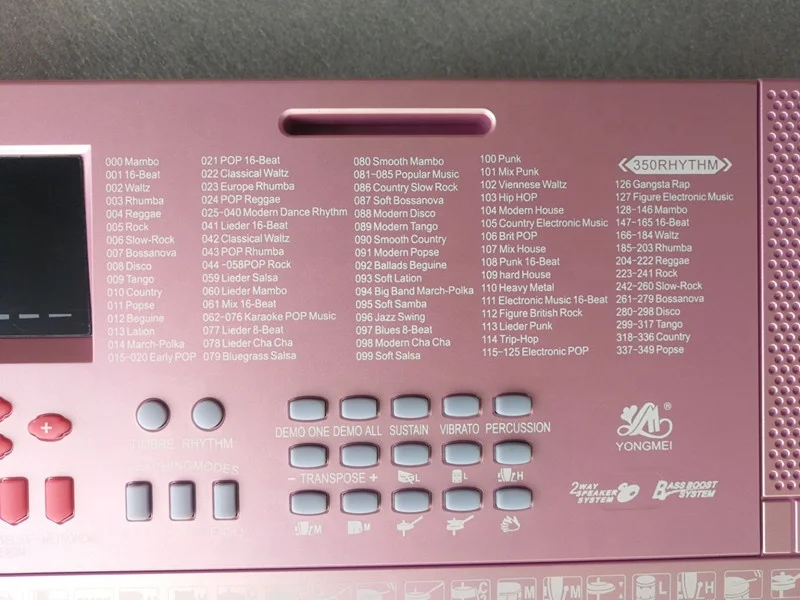 350RHYTHM
000 Mambo
001 16-Beat
002 Waltz
003 Rhumba
004 Reggae
005 Rock
006 Slow-Rock
007 Bossanova
008 Disco
009 Tango
010 Country
011 Popse
012 Beguine
013 Lation
014 March-Polka
015-020 Early POP
021 POP 16-Beat
022 Classical Waltz
023 Europe Rhumba
024 POP Reggae
025-040 Modern Dance Rhythm
041 Lieder 16-Beat
042 Classical Waltz
043 POP Rhumba
044 -058POP Rock
059 Lieder Salsa
060 Lieder Mambo
061 Mix 16-Beat
062-076 Karaoke POP Music
077 Lieder 8-Beat
078 Lieder Cha Cha
079 Bluegrass Salsa
080 Smooth Mambo
081-085 Popular Music
086 Country Slow Rock
087 Soft Bossanova
088 Modern Disco
089 Modern Tango
090 Smooth Country
091 Modern Popse
092 Ballads Beguine
093 Soft Lation
094 Big Band March-Polka
095 Soft Samba
096 Jazz Swing
097 Blues 8-Beat
098 Modern Cha Cha
099 Soft Salsa
100 Punk
101 Mix Punk
102 Viennese Waltz
103 Hip HOP
104 Modern House
105 Country Electronic Music
106 Brit POP
107 Mix House
108 Punk 16-Beat
109 hard House
110 Heavy Metal
111 Electronic Music 16-Beat
112 Figure British Rock
113 Lieder Punk
114 Trip-Hop
115-125 Electronic POP
126 Gangsta Rap
127 Figure Electronic Music
128-146 Mambo
147-165 16-Beat
166-184 Waltz
185-203 Rhumba
204-222 Reggae
223-241 Rock
242-260 Slow-Rock
261-279 Bossanova
280-298 Disco
299-317 Tango
318-336 Country
337-349 Popse
TIMBRE RHYTHM
DEMO ONE DEMO ALL SUSTAIN VIBRATO PERCUSSION
- TRANSPOSE + L L H
M M
YONGMEI ®
2WAY SPEAKER SYSTEM
BASS BOOST SYSTEM
M M L H